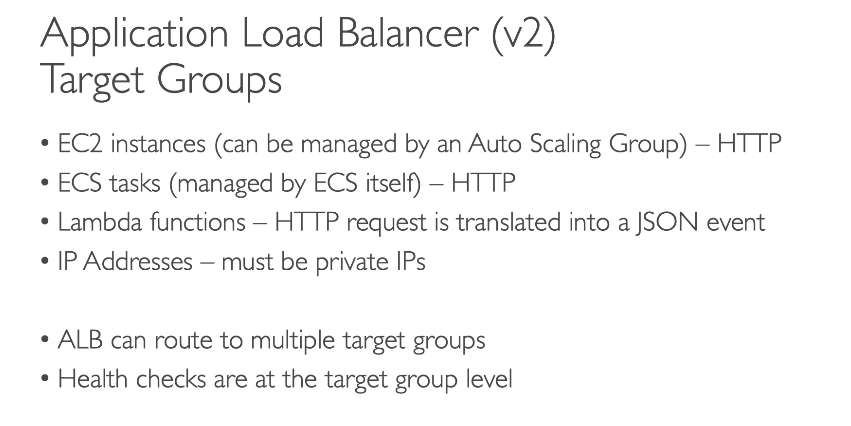 Application Load Balancer (v2)
Target Groups
• EC2 instances (can be managed by an Auto Scaling Group) – HTTP
• ECS tasks (managed by ECS itself) – HTTP
• Lambda functions – HTTP request is translated into a JSON event
• IP Addresses – must be private IPs
• ALB can route to multiple target groups
• Health checks are at the target group level